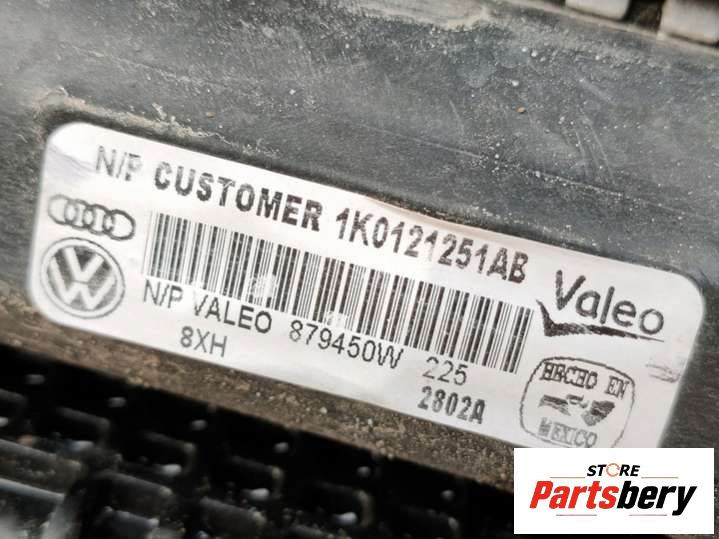 N/P CUSTOMER 1K0121251AB
Valeo
N/P VALEO 879450W 225
8XH
2802A
HECHO EN
MEXICO
STORE
Partsbery